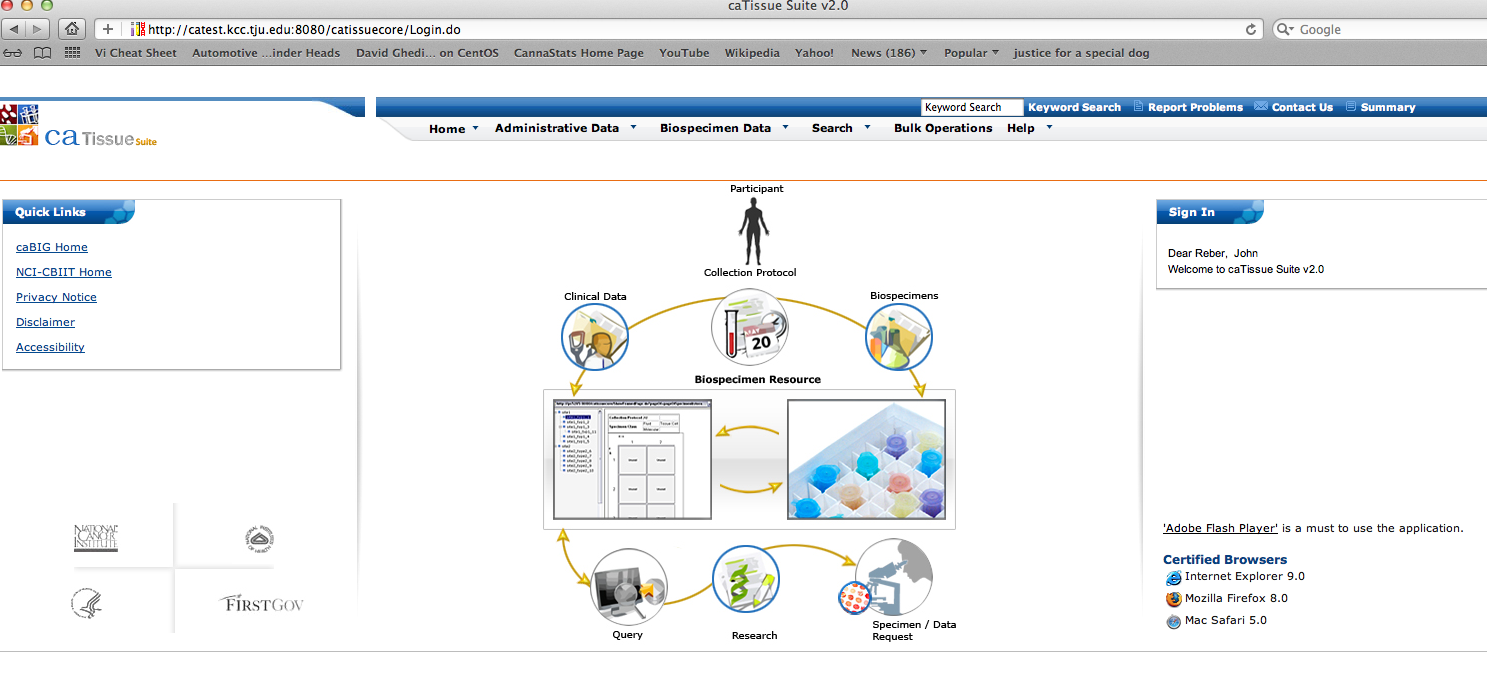 caTissue Suite v2.0
http://catest.kcc.tju.edu:8080/catissuecore/Login.do
Google
Vi Cheat Sheet Automotive ...inder Heads David Ghedi... on CentOS CannaStats Home Page YouTube Wikipedia Yahoo! News (186) Popular justice for a special dog
Keyword Search Keyword Search Report Problems Contact Us Summary
caTissue Suite
Home Administrative Data Biospecimen Data Search Bulk Operations Help
Quick Links
caBIG Home
NCI-CBIIT Home
Privacy Notice
Disclaimer
Accessibility
NATIONAL
CANCER
INSTITUTE
NATIONAL INSTITUTES OF HEALTH
FIRSTGOV
Participant
Collection Protocol
Clinical Data
Biospecimens
MAY
20
Biospecimen Resource
Query
Research
Specimen / Data
Request
Sign In
Dear Reber, John
Welcome to caTissue Suite v2.0
'Adobe Flash Player' is a must to use the application.
Certified Browsers
Internet Explorer 9.0
Mozilla Firefox 8.0
Mac Safari 5.0